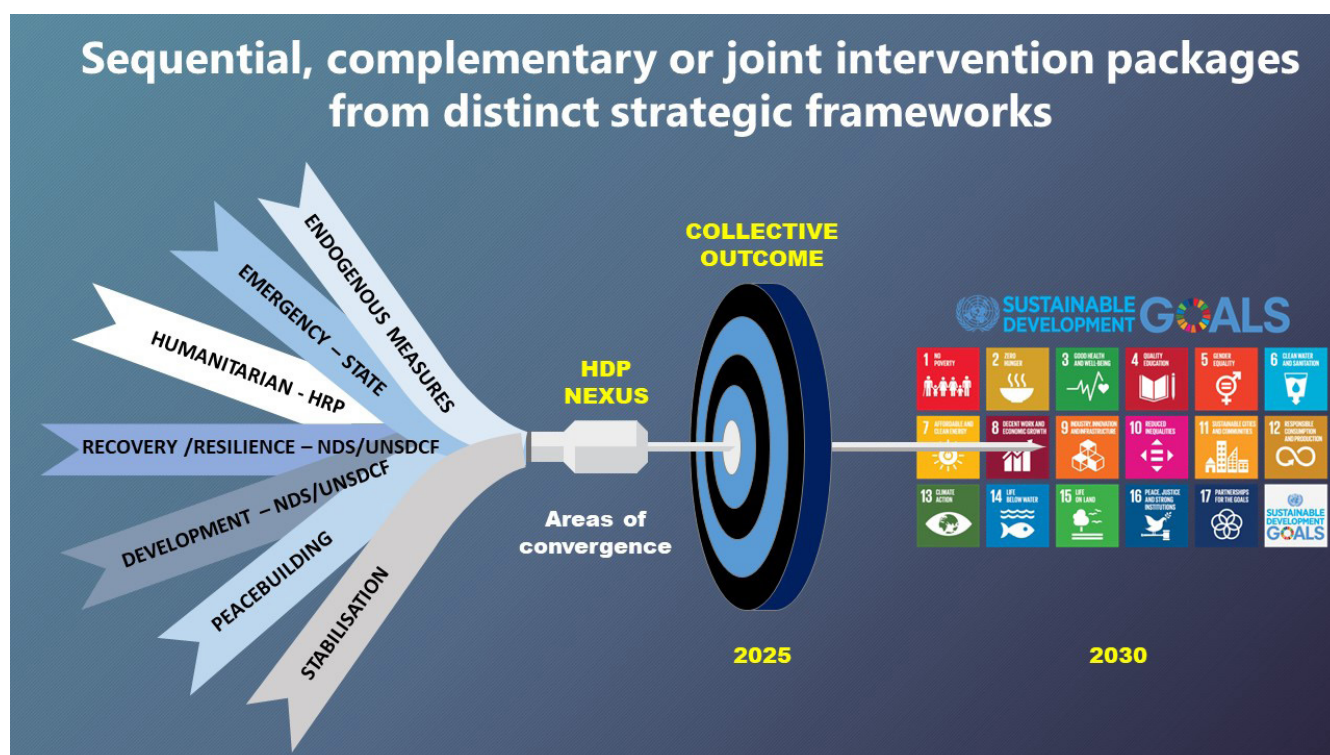 Sequential, complementary or joint intervention packages
from distinct strategic frameworks
ENDOGENOUS MEASURES
EMERGENCY – STATE
HUMANITARIAN - HRP
RECOVERY /RESILIENCE – NDS/UNSDCF
DEVELOPMENT – NDS/UNSDCF
PEACEBUILDING
STABILISATION
HDP
NEXUS
Areas of
convergence
COLLECTIVE
OUTCOME
2025
SUSTAINABLE
DEVELOPMENT
GOALS
1 NO
POVERTY
2 ZERO
HUNGER
3 GOOD HEALTH
AND WELL-BEING
4 QUALITY
EDUCATION
5 GENDER
EQUALITY
6 CLEAN WATER
AND SANITATION
7 AFFORDABLE AND
CLEAN ENERGY
8 DECENT WORK AND
ECONOMIC GROWTH
9 INDUSTRY, INNOVATION
AND INFRASTRUCTURE
10 REDUCED
INEQUALITIES
11 SUSTAINABLE CITIES
AND COMMUNITIES
12 RESPONSIBLE
CONSUMPTION
AND PRODUCTION
13 CLIMATE
ACTION
14 LIFE
BELOW WATER
15 LIFE
ON LAND
16 PEACE, JUSTICE
AND STRONG
INSTITUTIONS
17 PARTNERSHIPS
FOR THE GOALS
SUSTAINABLE
DEVELOPMENT
GOALS
2030